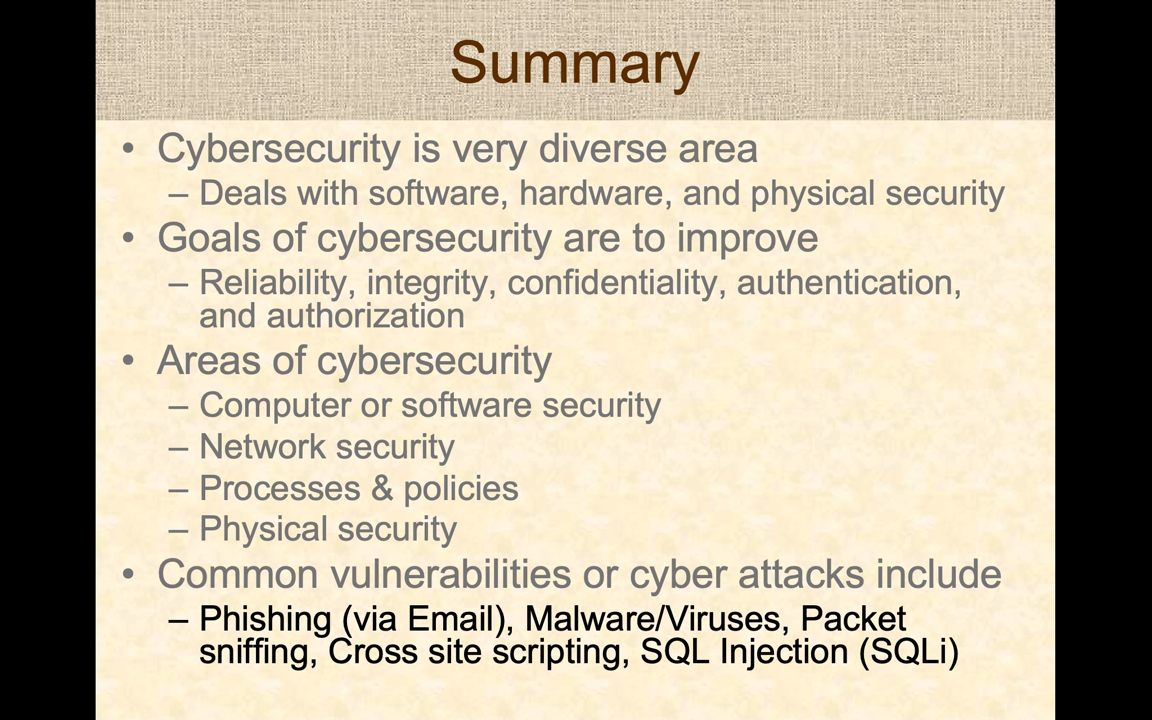 Summary
• Cybersecurity is very diverse area
– Deals with software, hardware, and physical security
• Goals of cybersecurity are to improve
– Reliability, integrity, confidentiality, authentication,
and authorization
• Areas of cybersecurity
– Computer or software security
– Network security
– Processes & policies
– Physical security
• Common vulnerabilities or cyber attacks include
– Phishing (via Email), Malware/Viruses, Packet
sniffing, Cross site scripting, SQL Injection (SQLi)